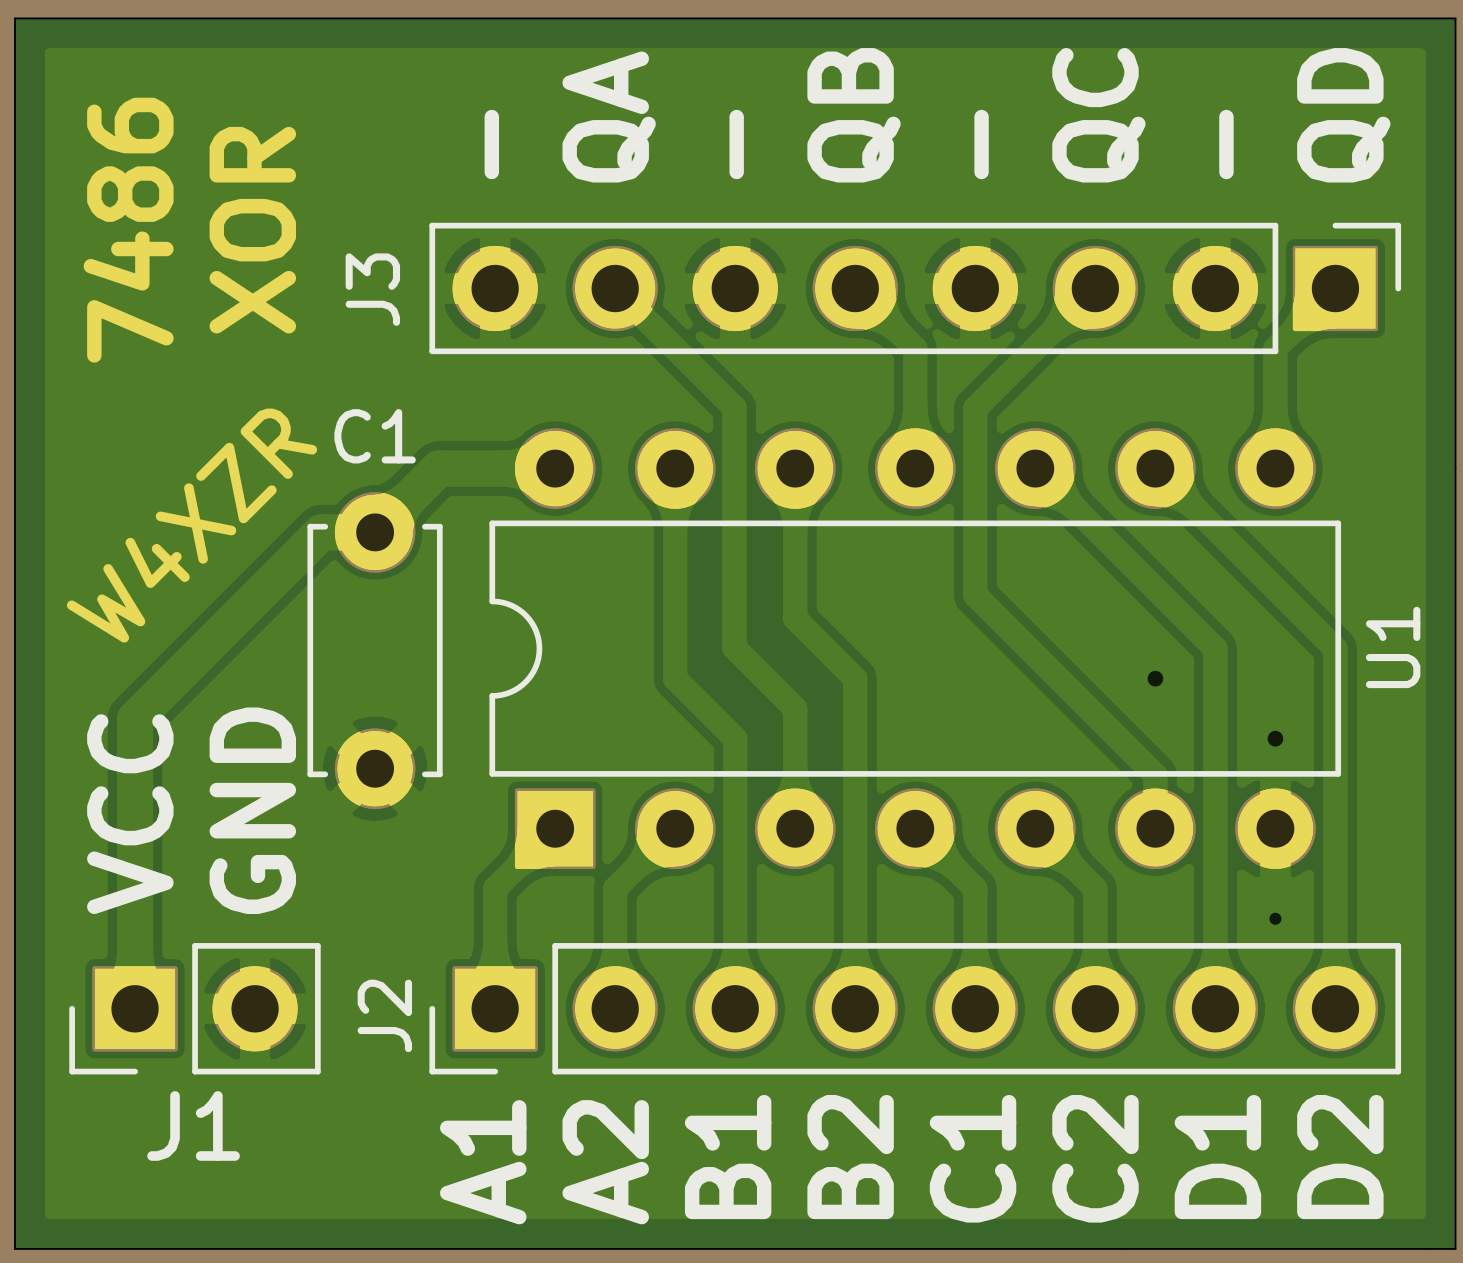 7486
XOR
– QA – QB – QC – QD
J3
C1
W4XZR
U1
VCC
GND
J2
J1
A1 A2 B1 B2 C1 C2 D1 D2